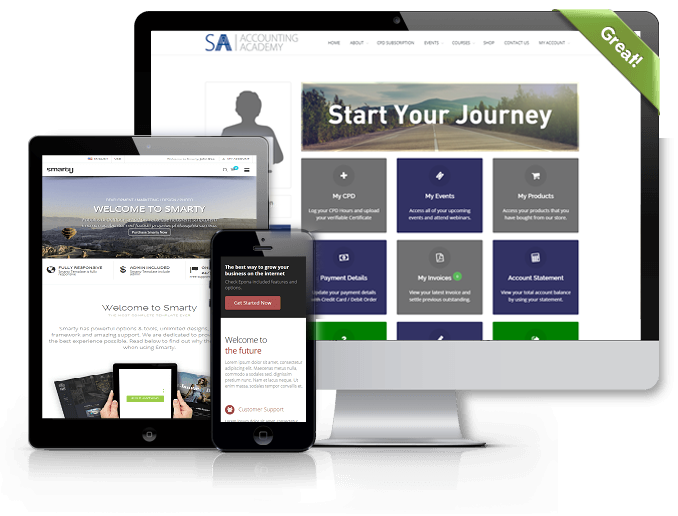 SA ACCOUNTING
ACADEMY
HOME ABOUT CPD SUBSCRIPTION EVENTS COURSES SHOP CONTACT US MY ACCOUNT
Great!
Start Your Journey
My CPD
Log your CPD Hours and upload
your verifiable Certificate
My Events
Access all of your upcoming
events and attend webinars.
My Products
Access your products that you
have bought from our store.
Payment Details
Update your payment details
with Credit Card / Debit Order
My Invoices
View your latest invoice and
settle previous outstanding.
Account Statement
View your total account balance
by using your statement.
smarty
WELCOME TO SMARTY
Purchase Smarty Now
FULLY RESPONSIVE
ADMIN INCLUDED
Welcome to Smarty
Smarty has powerful options & tools, unlimited designs,
framework and amazing support. We are dedicated to pro
the best experience possible. Read below to find out why th
when using Smarty.
The best way to grow your
business on the internet
Check Epona included features and
options.
Get Started Now
Welcome to
the future
Lorem ipsum dolor sit amet, consectetur
adipiscing elit. Maecenas metus nulla,
commodo a sodales sed, dignissim pretium
nunc. Nam et lacus neque. Ut
enim massa, sodales tempor convallis et.
Customer Support